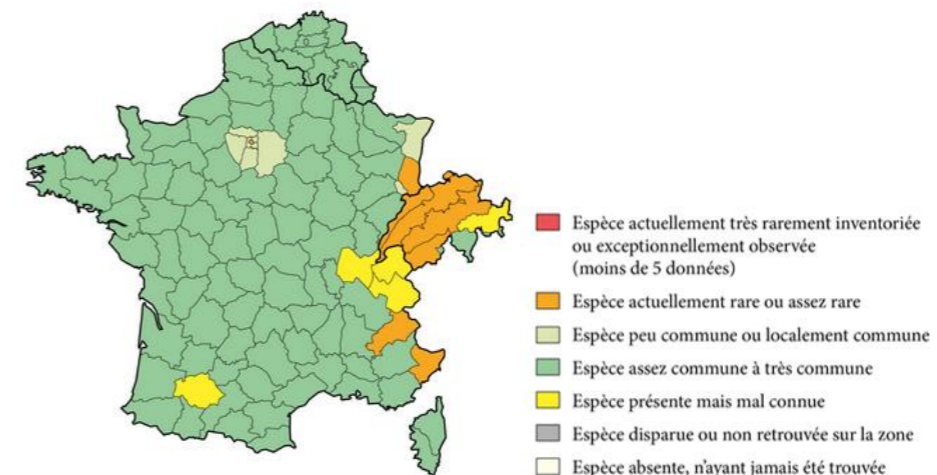 Espèce actuellement très rarement inventoriée
ou exceptionnellement observée
(moins de 5 données)
Espèce actuellement rare ou assez rare
Espèce peu commune ou localement commune
Espèce assez commune à très commune
Espèce présente mais mal connue
Espèce disparue ou non retrouvée sur la zone
Espèce absente, n'ayant jamais été trouvée